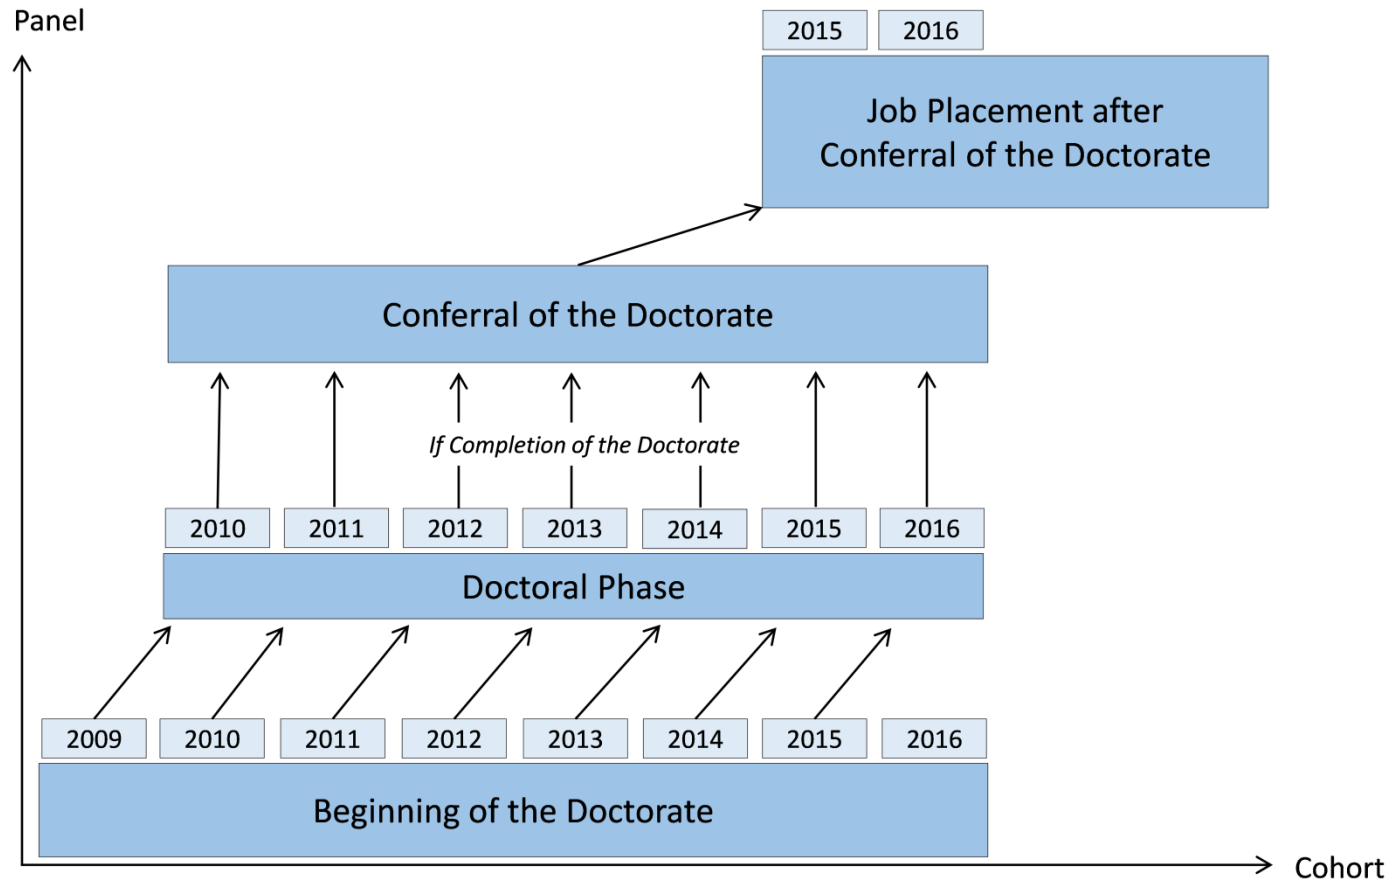 Panel
2015 2016
Job Placement after
Conferral of the Doctorate
Conferral of the Doctorate
If Completion of the Doctorate
2010 2011 2012 2013 2014 2015 2016
Doctoral Phase
2009 2010 2011 2012 2013 2014 2015 2016
Beginning of the Doctorate
Cohort